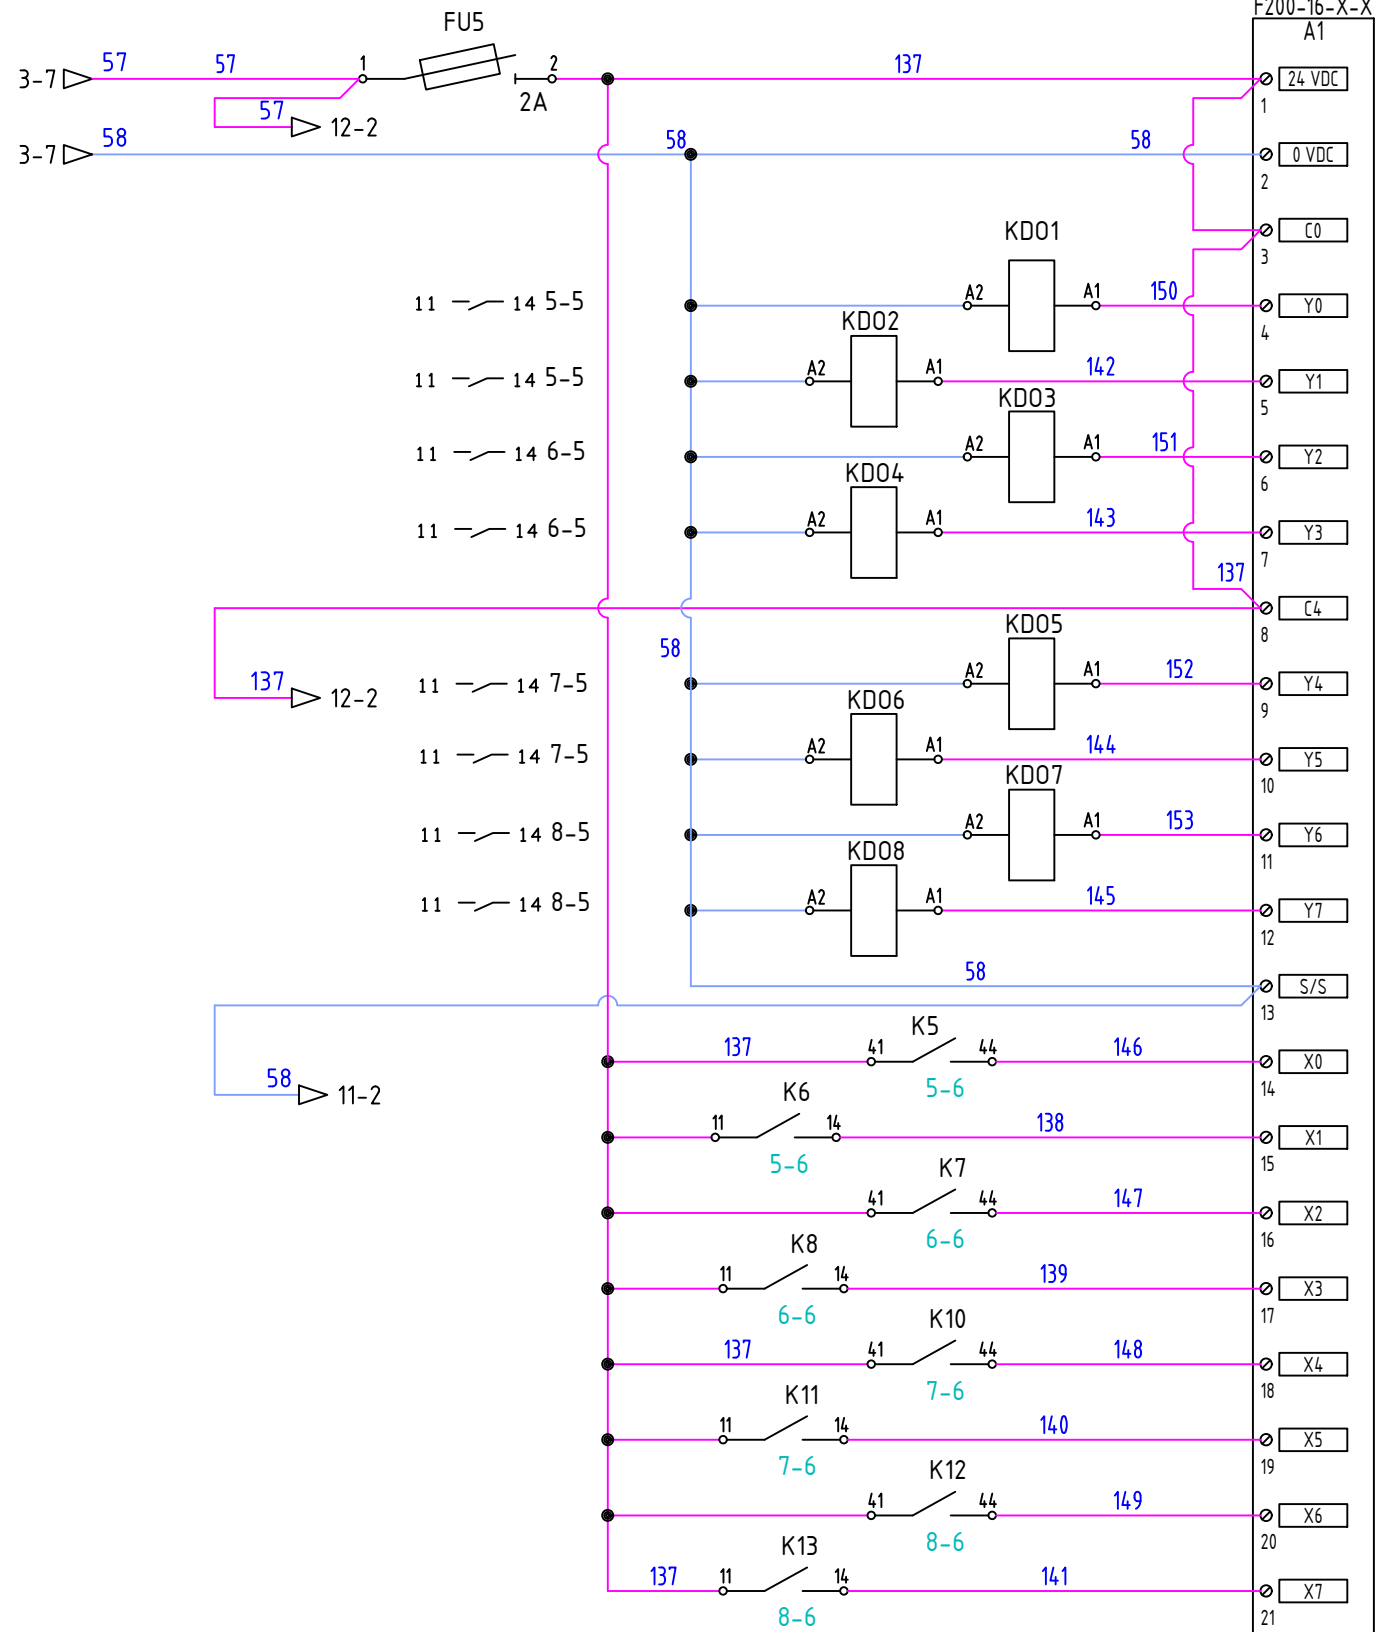 F200-16-X-X
A1
FU5
3-7 57 57 1 2 137 24 VDC
2A 1
57 12-2
3-7 58 58 58 0 VDC
2
KDO1 C0
3
11 14 5-5 A2 A1 150 Y0
KDO2 4
11 14 5-5 A2 A1 142 Y1
KDO3 5
11 14 6-5 A2 A1 151 Y2
KDO4 6
11 14 6-5 A2 A1 143 Y3
7
137
C4
KDO5 8
58
137 12-2 11 14 7-5 A2 A1 152 Y4
KDO6 9
11 14 7-5 A2 A1 144 Y5
KDO7 10
11 14 8-5 A2 A1 153 Y6
KDO8 11
11 14 8-5 A2 A1 145 Y7
12
58 S/S
13
K5
137 41 44 146 X0
58 11-2 5-6 14
K6
11 14 138 X1
5-6 15
K7
41 44 147 X2
6-6 16
K8
11 14 139 X3
6-6 17
K10
137 41 44 148 X4
7-6 18
K11
11 14 140 X5
7-6 19
K12
41 44 149 X6
8-6 20
K13
137 11 14 141 X7
8-6 21